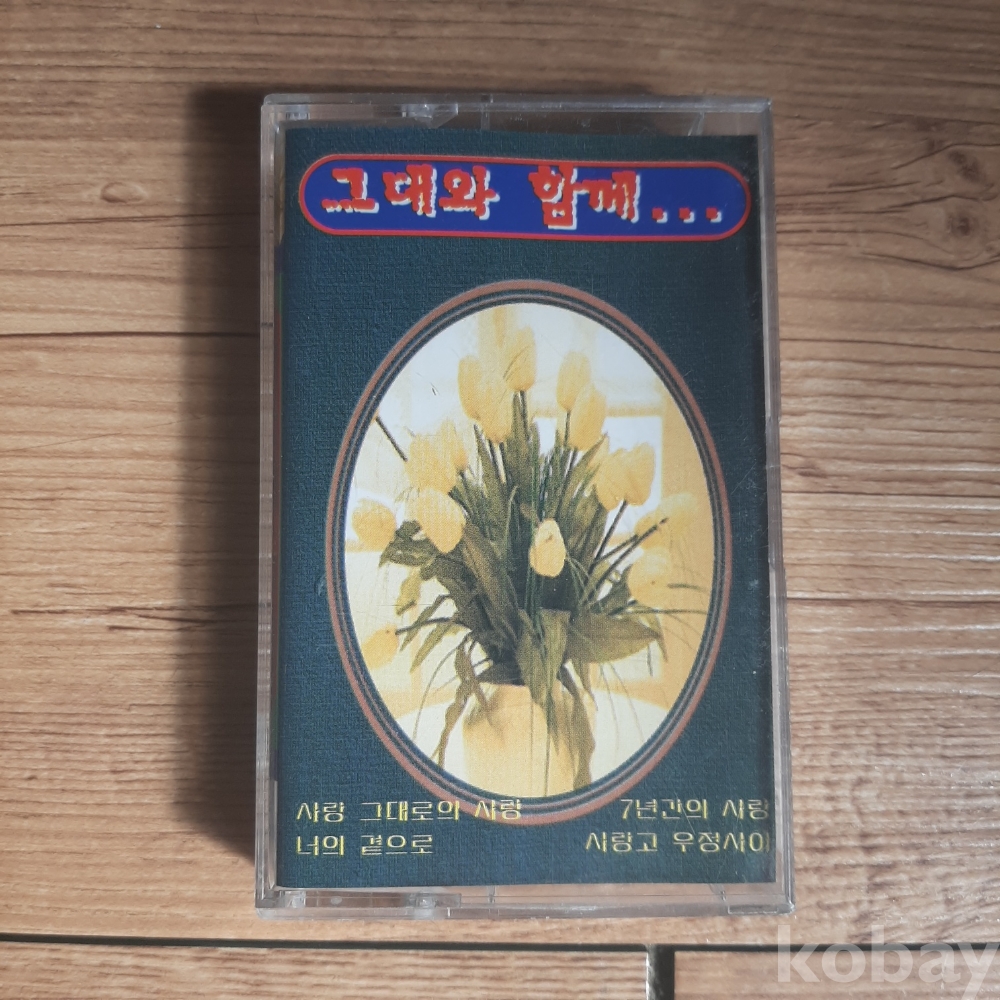 그대와 함께...
사랑 그대로의 사랑 7년간의 사랑
너의 곁으로 사랑고 우정사이
kobay